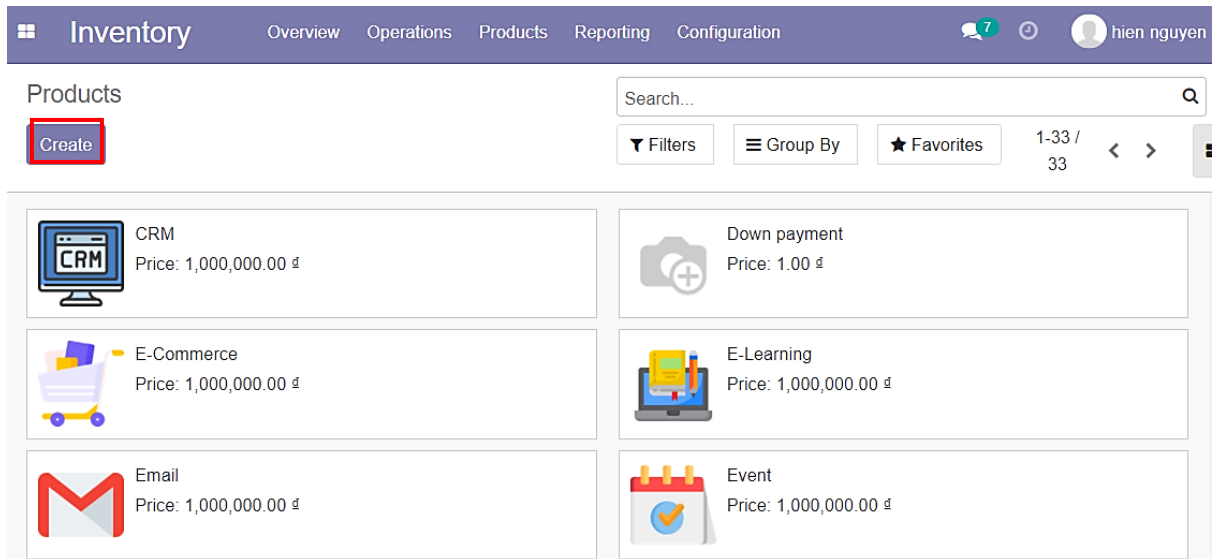 Inventory Overview Operations Products Reporting Configuration 7 hien nguyen
Products
Search...
Create
Filters Group By Favorites 1-33 / 33
CRM
Price: 1,000,000.00 ₫
CRM
Down payment
Price: 1.00 ₫
E-Commerce
Price: 1,000,000.00 ₫
E-Learning
Price: 1,000,000.00 ₫
Email
Price: 1,000,000.00 ₫
Event
Price: 1,000,000.00 ₫